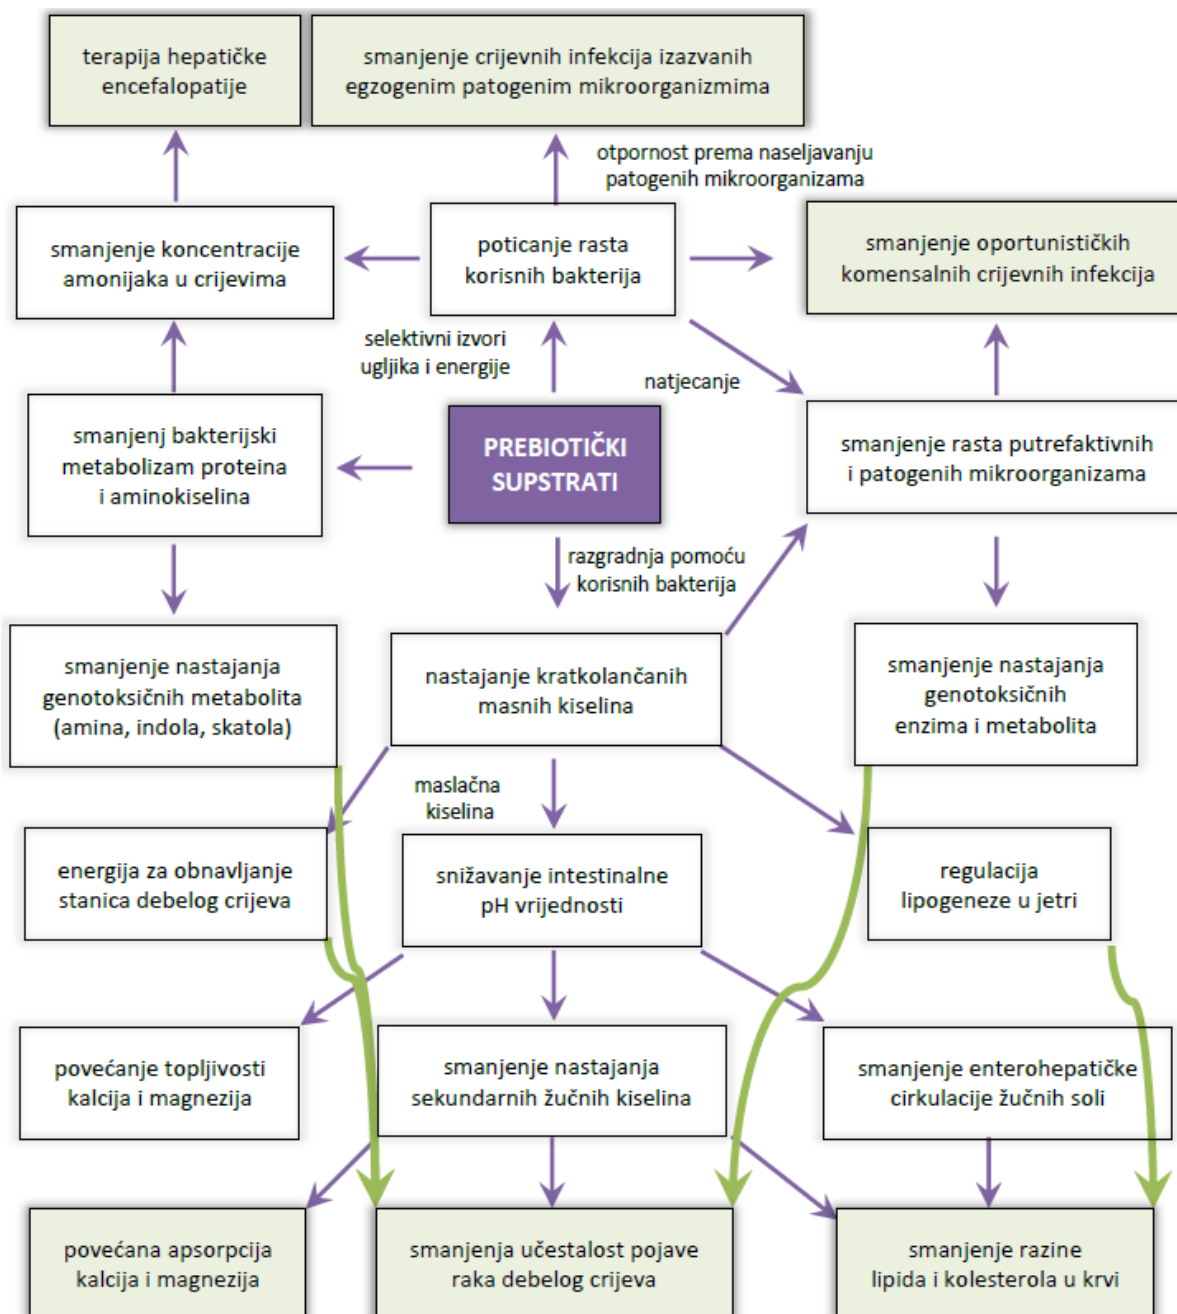 terapija hepatičke
encefalopatije
smanjenje crijevnih infekcija izazvanih
egzogenim patogenim mikroorganizmima
otpornost prema naseljavanju
patogenih mikroorganizama
smanjenje koncentracije
amonijaka u crijevima
poticanje rasta
korisnih bakterija
smanjenje oportunističkih
komensalnih crijevnih infekcija
selektivni izvori
ugljika i energije
natjecanje
smanjenj bakterijski
metabolizam proteina
i aminokiselina
PREBIOTIČKI
SUPSTRATI
smanjenje rasta putrefaktivnih
i patogenih mikroorganizama
razgradnja pomoću
korisnih bakterija
smanjenje nastajanja
genotoksičnih metabolita
(amina, indola, skatola)
nastajanje kratkolančanih
masnih kiselina
smanjenje nastajanja
genotoksičnih
enzima i metabolita
maslačna
kiselina
energija za obnavljanje
stanica debelog crijeva
snižavanje intestinalne
pH vrijednosti
regulacija
lipogeneze u jetri
povećanje topljivosti
kalcija i magnezija
smanjenje nastajanja
sekundarnih žučnih kiselina
smanjenje enterohepatičke
cirkulacije žučnih soli
povećana apsorpcija
kalcija i magnezija
smanjenja učestalost pojave
raka debelog crijeva
smanjenje razine
lipida i kolesterola u krvi